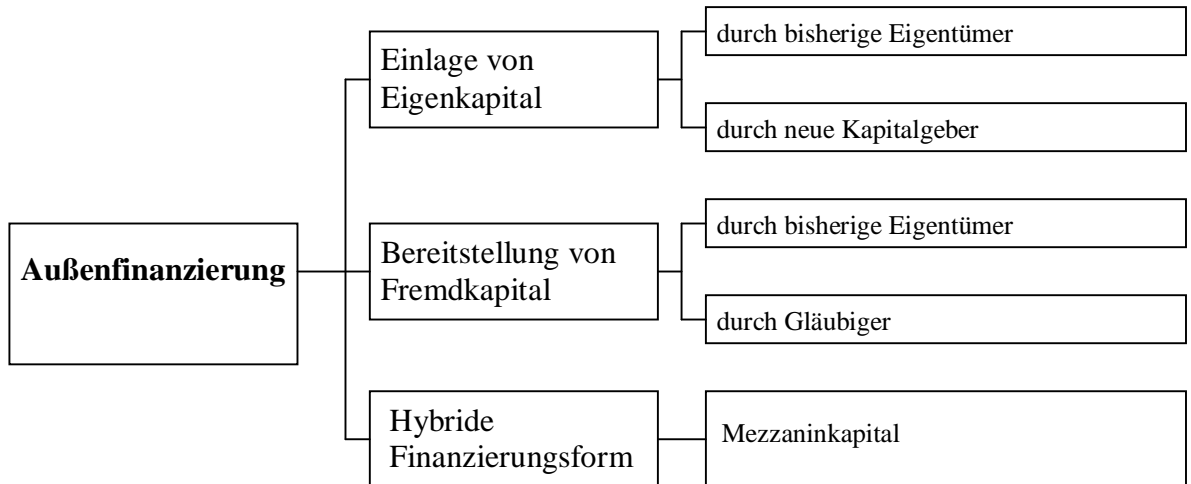 Außenfinanzierung
Einlage von
Eigenkapital
durch bisherige Eigentümer
durch neue Kapitalgeber
Bereitstellung von
Fremdkapital
durch bisherige Eigentümer
durch Gläubiger
Hybride
Finanzierungsform
Mezzaninkapital